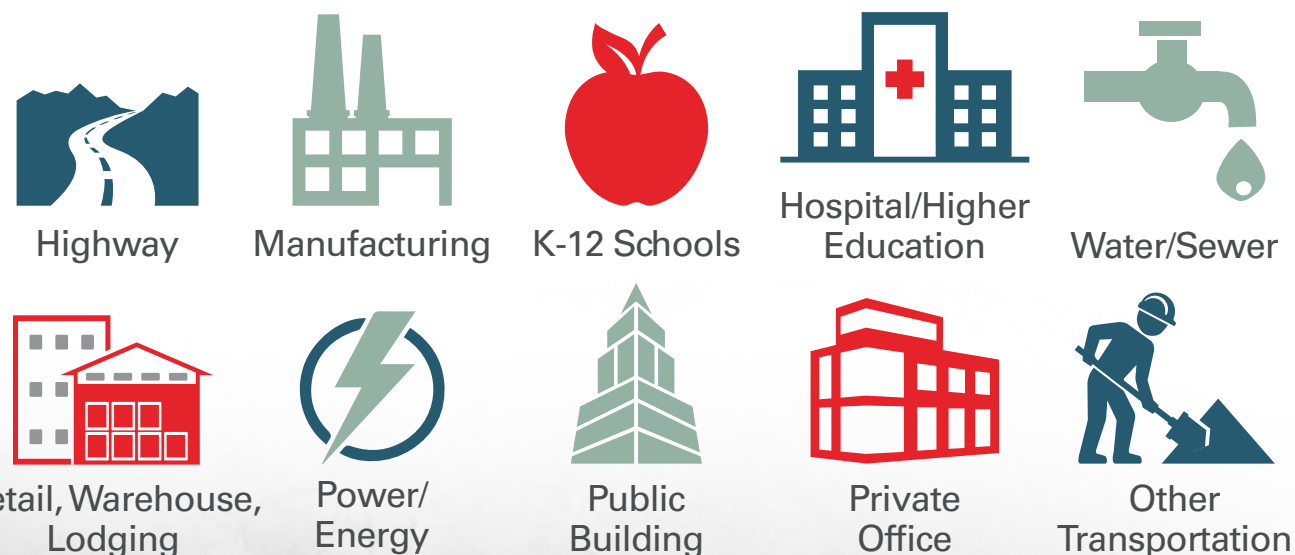 Highway
Manufacturing
K-12 Schools
Hospital/Higher
Education
Water/Sewer
etail, Warehouse,
Lodging
Power/
Energy
Public
Building
Private
Office
Other
Transportation